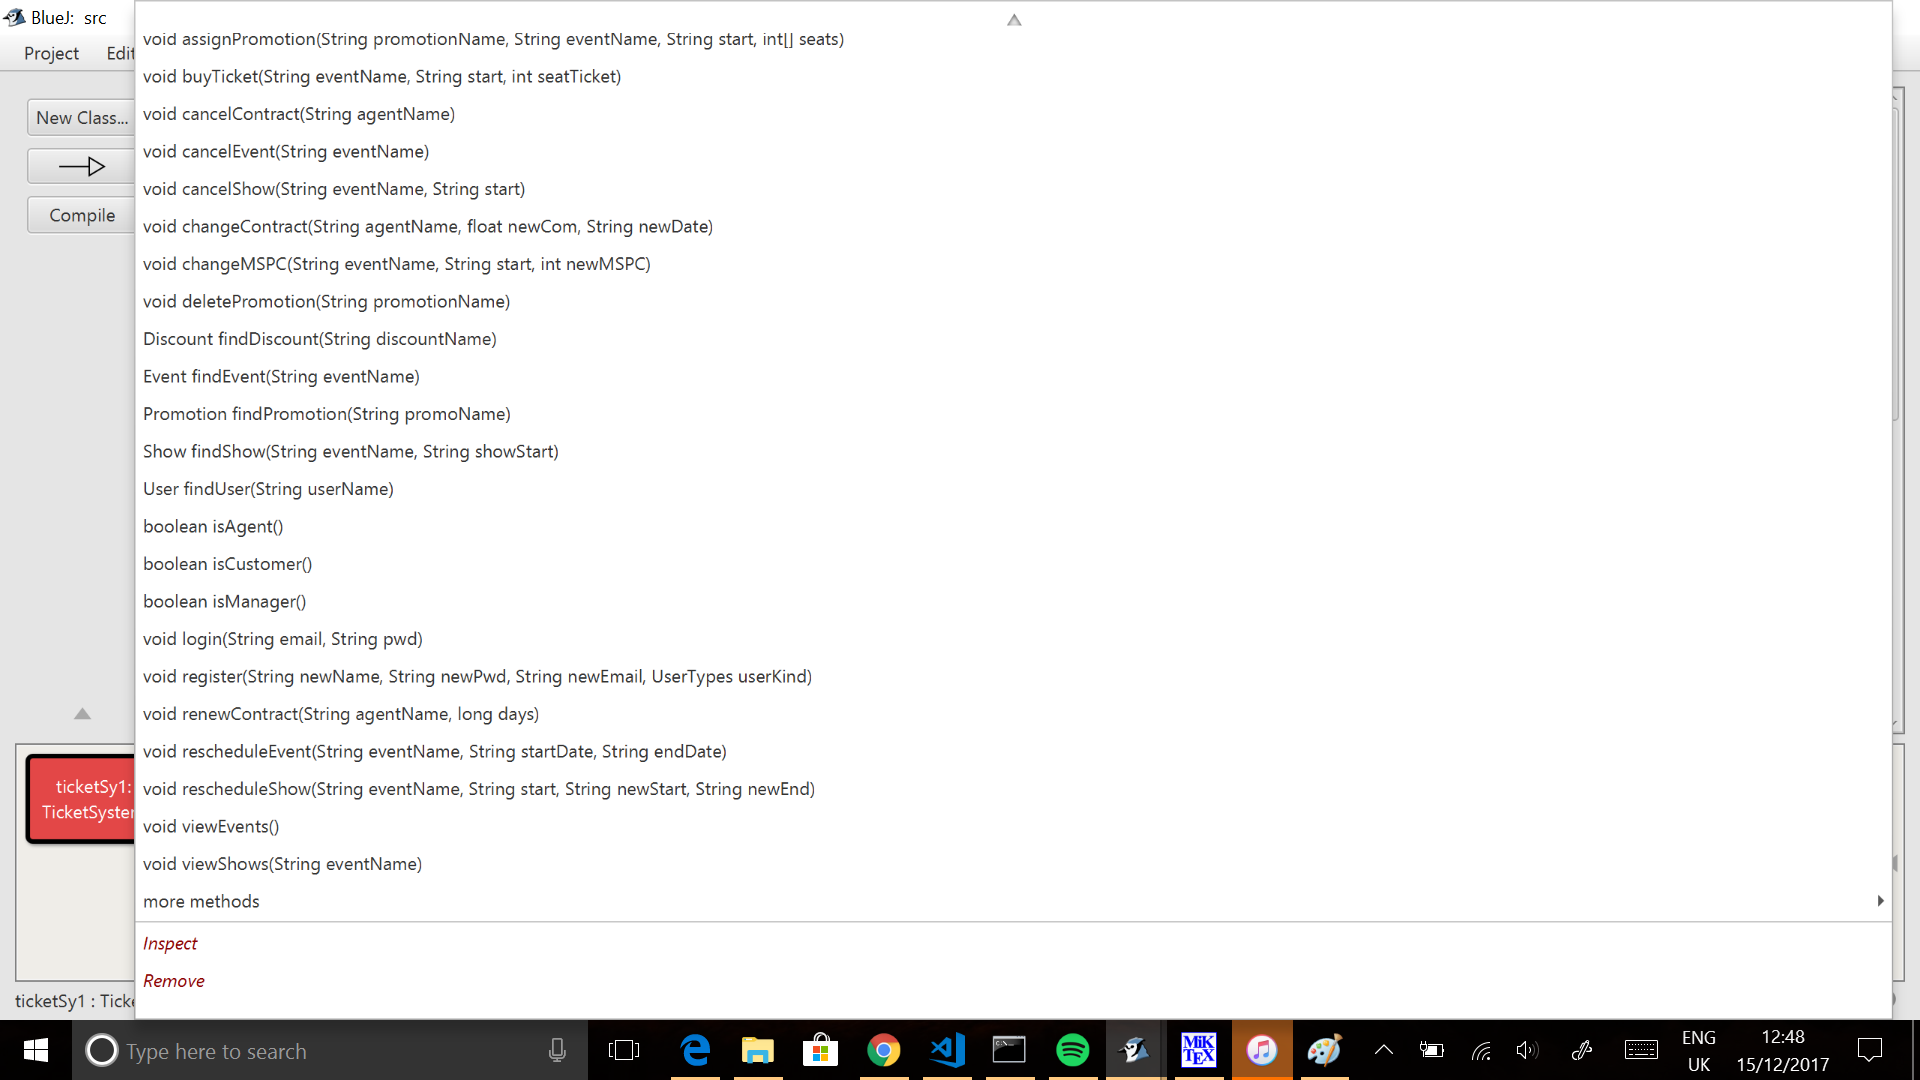 BlueJ: src
Project Edit
New Class...
Compile
void assignPromotion(String promotionName, String eventName, String start, int[] seats)
void buyTicket(String eventName, String start, int seatTicket)
void cancelContract(String agentName)
void cancelEvent(String eventName)
void cancelShow(String eventName, String start)
void changeContract(String agentName, float newCom, String newDate)
void changeMSPC(String eventName, String start, int newMSPC)
void deletePromotion(String promotionName)
Discount findDiscount(String discountName)
Event findEvent(String eventName)
Promotion findPromotion(String promoName)
Show findShow(String eventName, String showStart)
User findUser(String userName)
boolean isAgent()
boolean isCustomer()
boolean isManager()
void login(String email, String pwd)
void register(String newName, String newPwd, String newEmail, UserTypes userKind)
void renewContract(String agentName, long days)
void rescheduleEvent(String eventName, String startDate, String endDate)
void rescheduleShow(String eventName, String start, String newStart, String newEnd)
void viewEvents()
void viewShows(String eventName)
more methods
Inspect
Remove
ticketSy1:
TicketSystem
ticketSy1 : Ticke
Type here to search
MiK
TEX
ENG
UK
12:48
15/12/2017